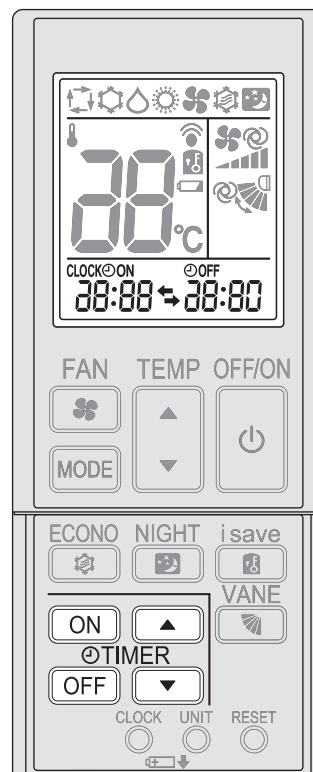 88°C
CLOCK ON OFF
88:88 88:80
FAN TEMP OFF/ON
MODE
ECONO NIGHT i save
VANE
ON
TIMER
OFF
CLOCK UNIT RESET